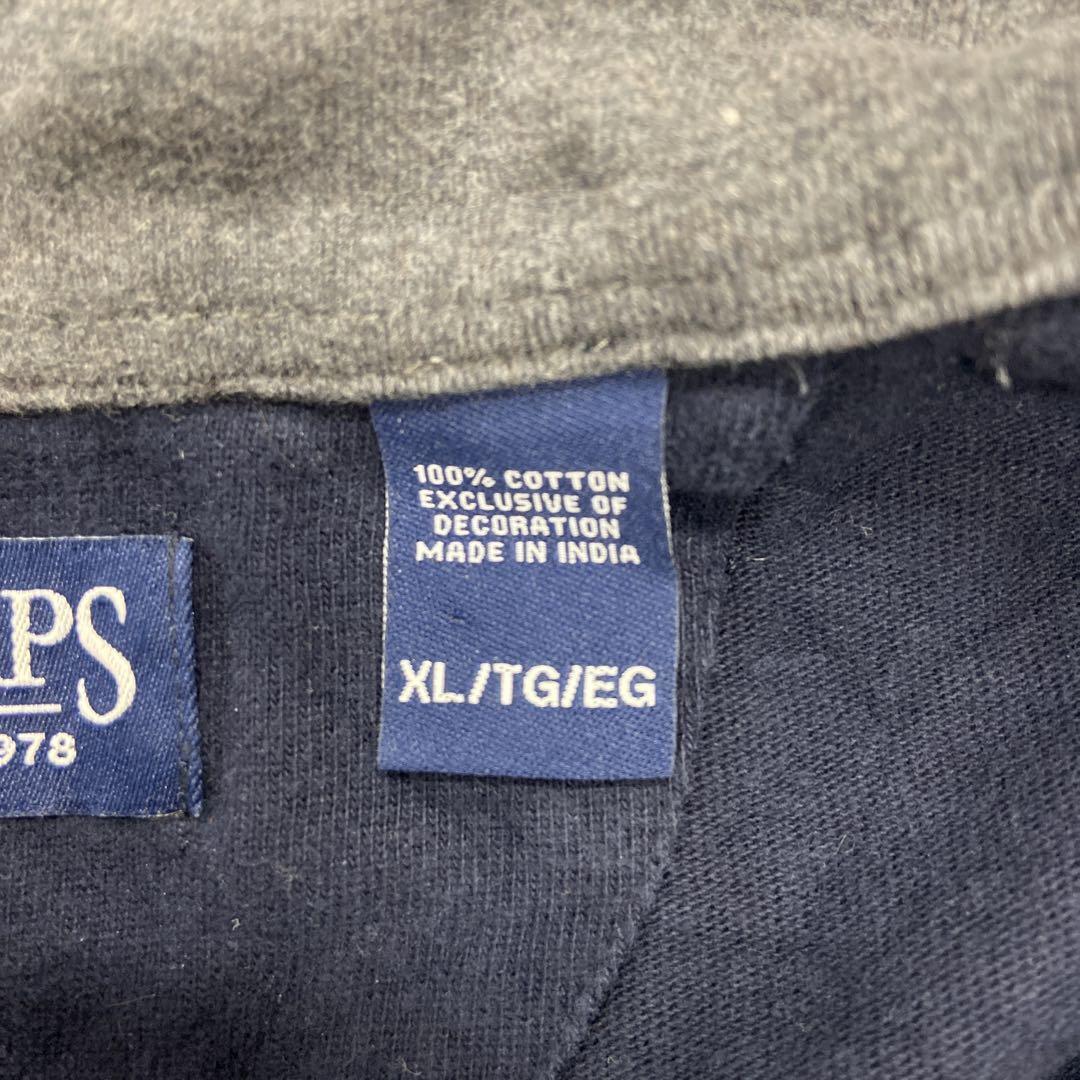 PS
978
100% COTTON
EXCLUSIVE OF
DECORATION
MADE IN INDIA
XL/TG/EG